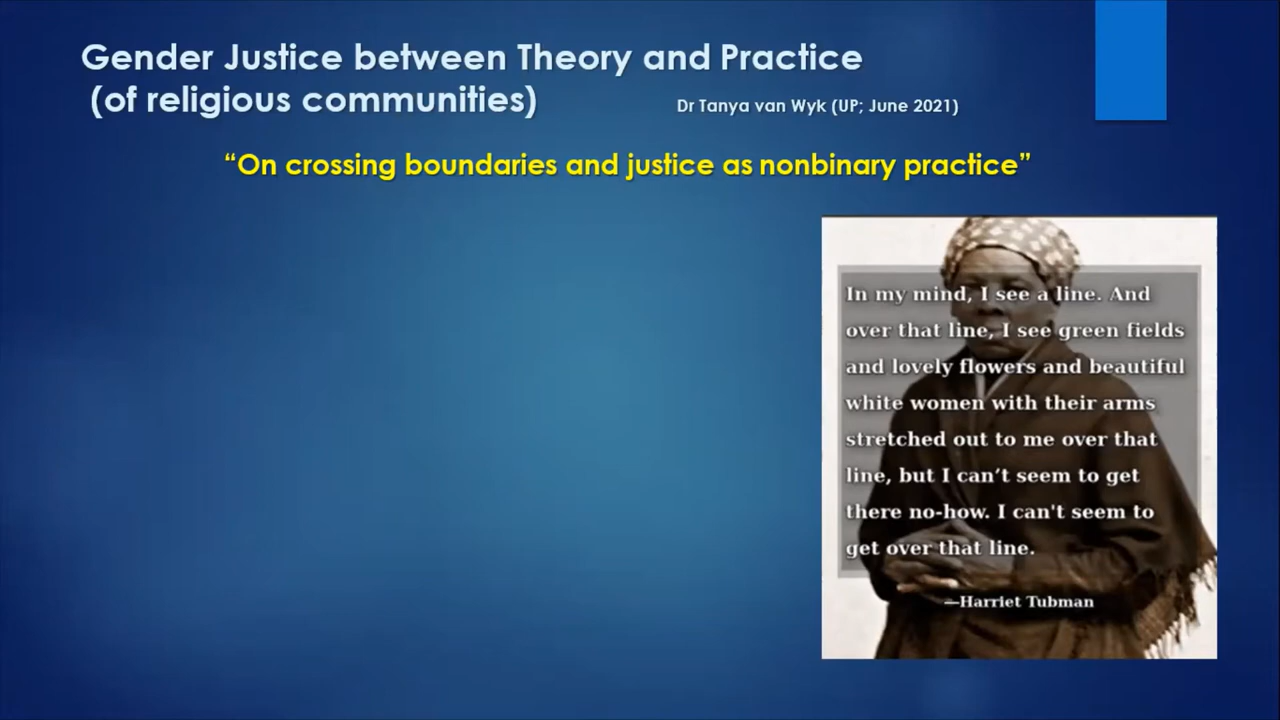 Gender Justice between Theory and Practice
(of religious communities)
Dr Tanya van Wyk (UP; June 2021)
“On crossing boundaries and justice as nonbinary practice”
In my mind, I see a line. And
over that line, I see green fields
and lovely flowers and beautiful
white women with their arms
stretched out to me over that
line, but I can’t seem to get
there no-how. I can't seem to
get over that line.
—Harriet Tubman